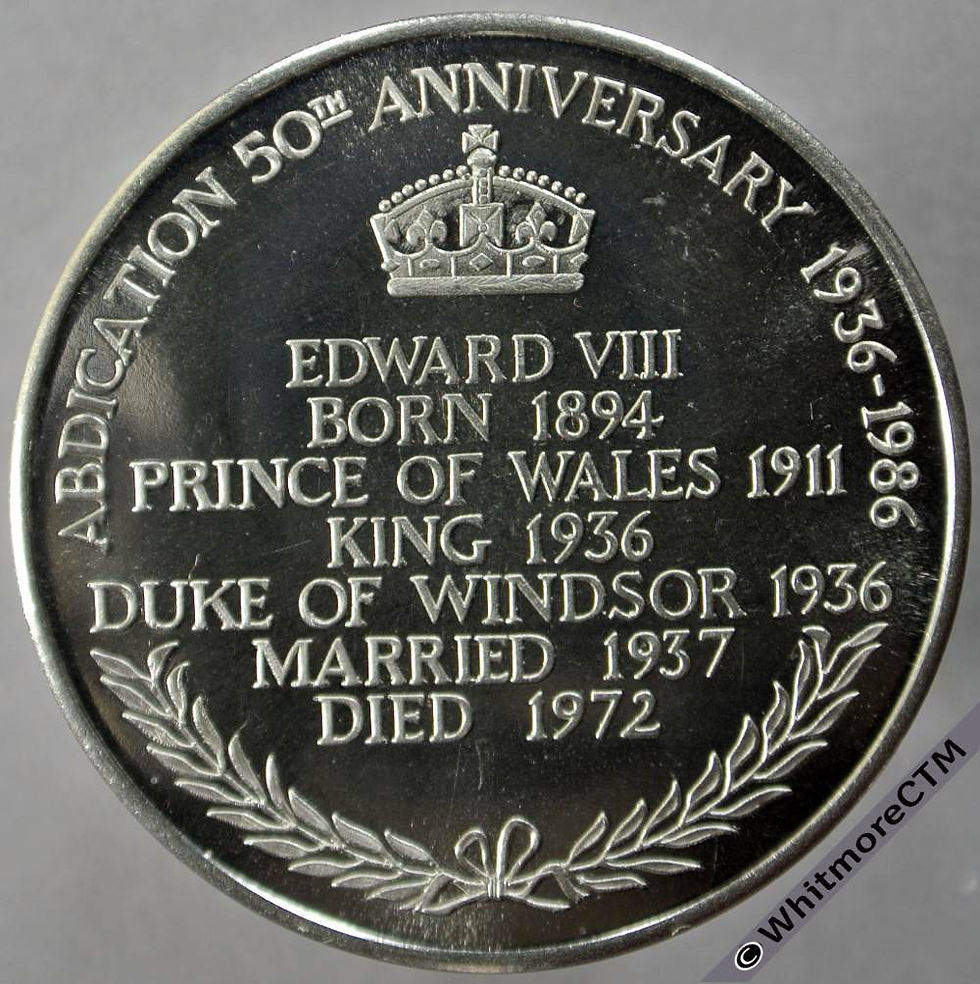 ABDICATION 50TH ANNIVERSARY 1936-1986
EDWARD VIII
BORN 1894
PRINCE OF WALES 1911
KING 1936
DUKE OF WINDSOR 1936
MARRIED 1937
DIED 1972
© WhitmoreCTM